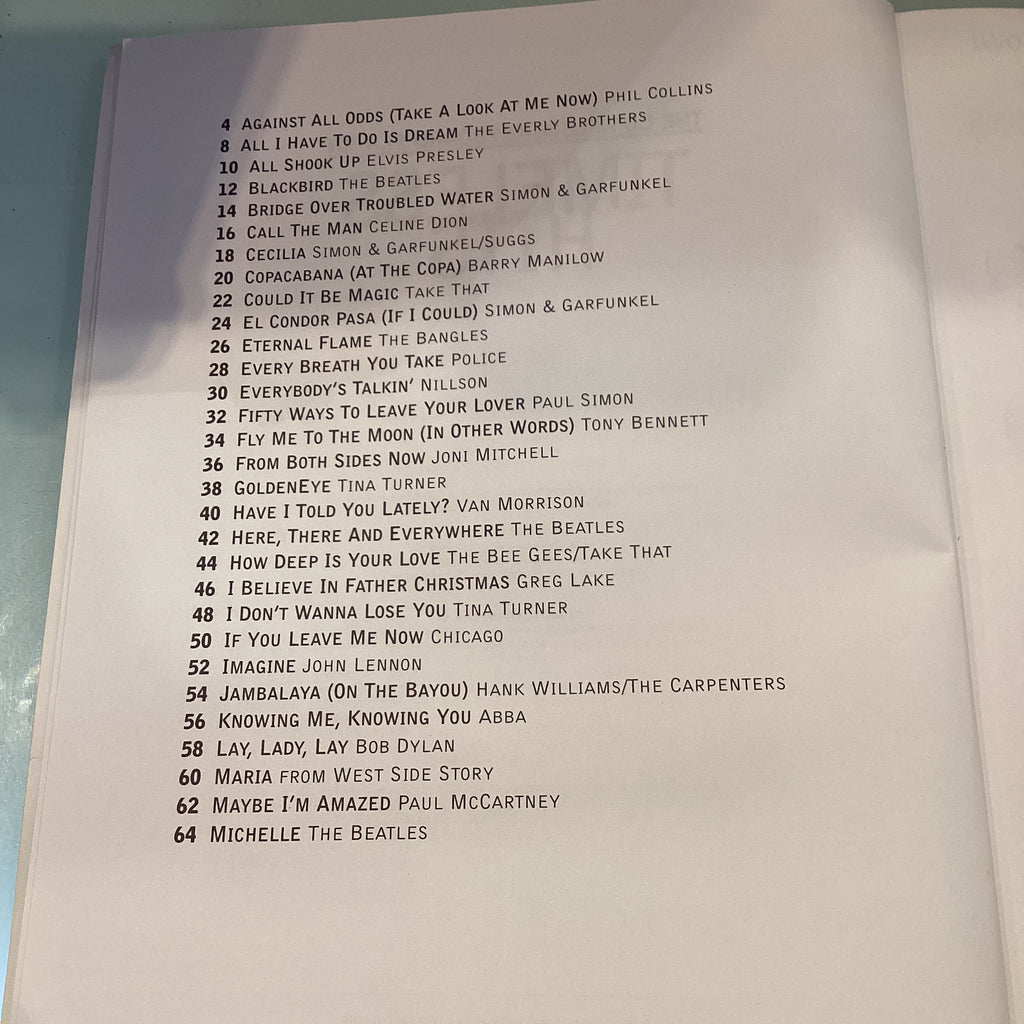 4 Against All Odds (Take A Look At Me Now) Phil Collins
8 All I Have To Do Is Dream The Everly Brothers
10 All Shook Up Elvis Presley
12 Blackbird The Beatles
14 Bridge Over Troubled Water Simon & Garfunkel
16 Call The Man Celine Dion
18 Cecilia Simon & Garfunkel/Suggs
20 Copacabana (At The Copa) Barry Manilow
22 Could It Be Magic Take That
24 El Condor Pasa (If I Could) Simon & Garfunkel
26 Eternal Flame The Bangles
28 Every Breath You Take Police
30 Everybody's Talkin' Nillson
32 Fifty Ways To Leave Your Lover Paul Simon
34 Fly Me To The Moon (In Other Words) Tony Bennett
36 From Both Sides Now Joni Mitchell
38 GoldenEye Tina Turner
40 Have I Told You Lately? Van Morrison
42 Here, There And Everywhere The Beatles
44 How Deep Is Your Love The Bee Gees/Take That
46 I Believe In Father Christmas Greg Lake
48 I Don't Wanna Lose You Tina Turner
50 If You Leave Me Now Chicago
52 Imagine John Lennon
54 Jambalaya (On The Bayou) Hank Williams/The Carpenters
56 Knowing Me, Knowing You Abba
58 Lay, Lady, Lay Bob Dylan
60 Maria from West Side Story
62 Maybe I'm Amazed Paul McCartney
64 Michelle The Beatles